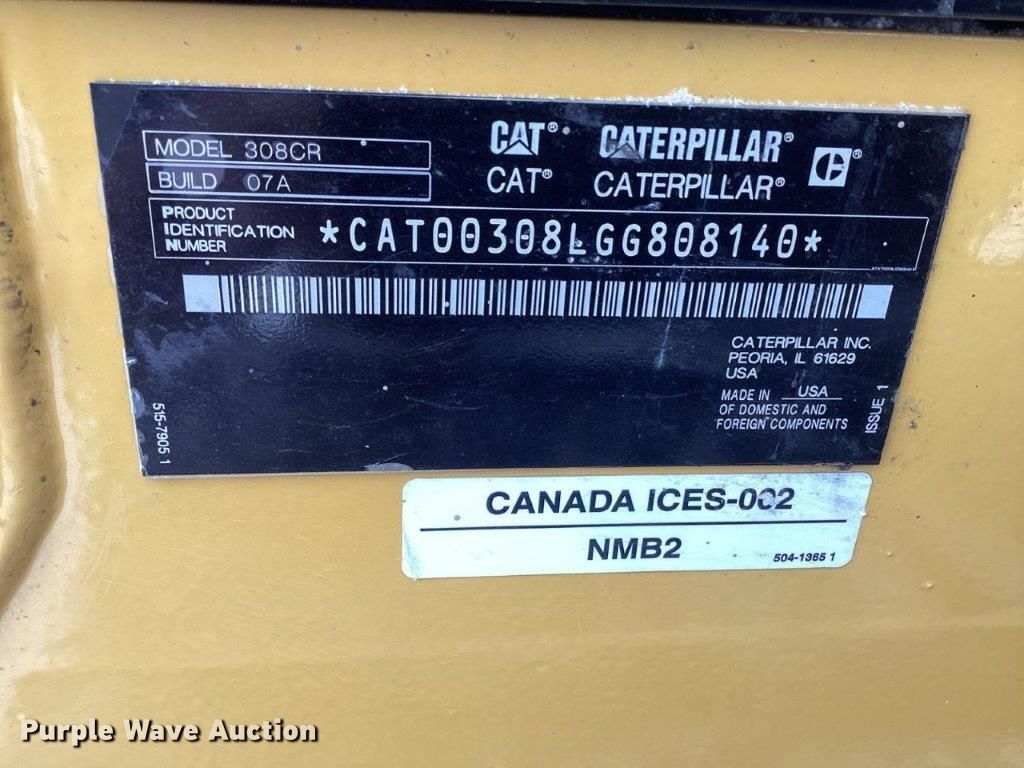 MODEL 308CR
BUILD 07A
CAT® CATERPILLAR® C®
CAT® CATERPILLAR®
PRODUCT
IDENTIFICATION
NUMBER
*CAT00308LGG808140*
CATERPILLAR INC.
PEORIA, IL 61629
USA
MADE IN USA
OF DOMESTIC AND
FOREIGN COMPONENTS
515-7905 1
ISSUE 1
CANADA ICES-002
NMB2
504-1365 1
Purple Wave Auction